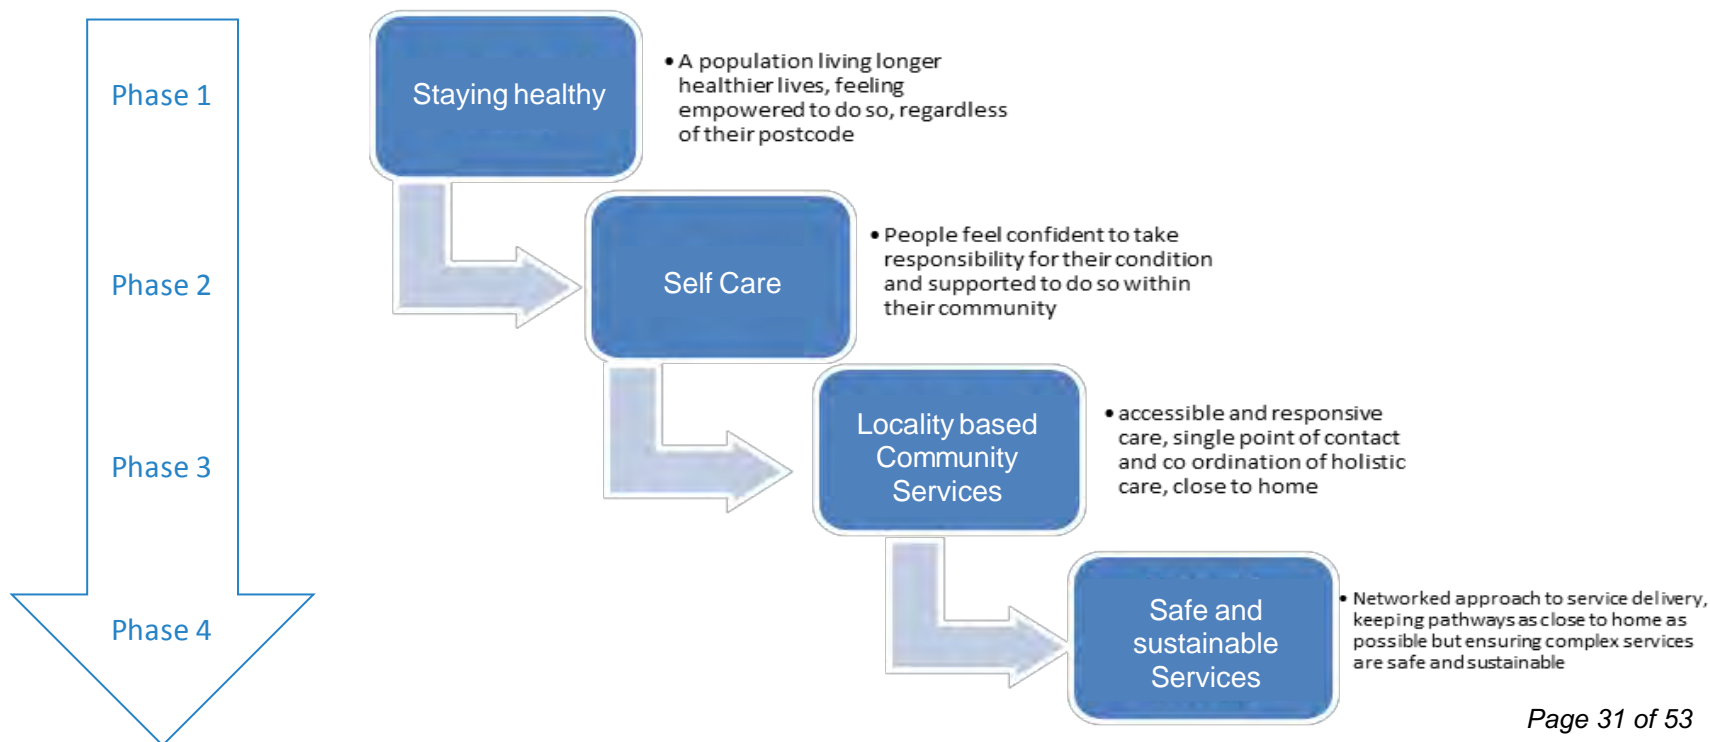 Phase 1
Staying healthy
• A population living longer
healthier lives, feeling
empowered to do so, regardless
of their postcode
Phase 2
Self Care
• People feel confident to take
responsibility for their condition
and supported to do so within
their community
Phase 3
Locality based
Community
Services
• accessible and responsive
care, single point of contact
and co ordination of holistic
care, close to home
Phase 4
Safe and
sustainable
Services
• Networked approach to service delivery,
keeping pathways as close to home as
possible but ensuring complex services
are safe and sustainable
Page 31 of 53